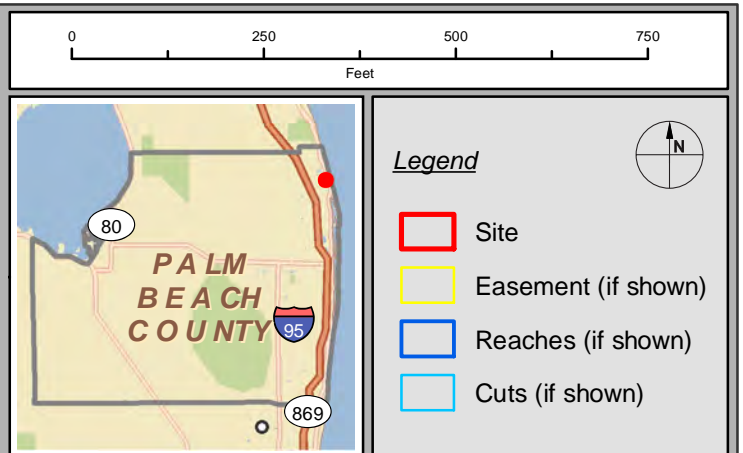 0 250 500 750
Feet
80
PALM
BEACH
COUNTY
95
869
Legend
N
Site
Easement (if shown)
Reaches (if shown)
Cuts (if shown)